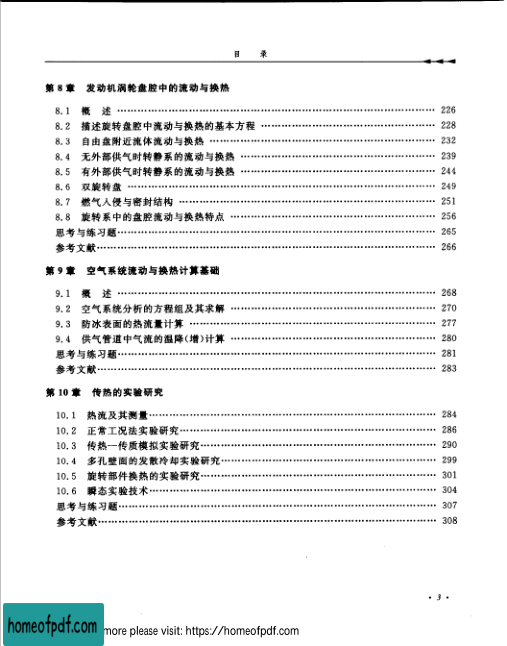 目 录
第8章 发动机涡轮盘腔中的流动与换热
8.1 概 述 …………………………………… 226
8.2 描述旋转盘腔中流动与换热的基本方程 …………………………………… 228
8.3 自由盘附近流体流动与换热 …………………………………… 232
8.4 无外部供气时转静系的流动与换热 …………………………………… 239
8.5 有外部供气时转静系的流动与换热 …………………………………… 244
8.6 双旋转盘 …………………………………… 249
8.7 燃气入侵与密封结构 …………………………………… 251
8.8 旋转系中的盘腔流动与换热特点 …………………………………… 256
思考与练习题…………………………………… 265
参考文献…………………………………… 266
第9章 空气系统流动与换热计算基础
9.1 概 述 …………………………………… 268
9.2 空气系统分析的方程组及其求解 …………………………………… 270
9.3 防冰表面的热流量计算 …………………………………… 277
9.4 供气管道中气流的温降(增)计算 …………………………………… 280
思考与练习题…………………………………… 281
参考文献…………………………………… 283
第10章 传热的实验研究
10.1 热流及其测量…………………………………… 284
10.2 正常工况法实验研究…………………………………… 286
10.3 传热—传质模拟实验研究…………………………………… 290
10.4 多孔壁面的发散冷却实验研究…………………………………… 299
10.5 旋转部件换热的实验研究…………………………………… 301
10.6 瞬态实验技术…………………………………… 304
思考与练习题…………………………………… 307
参考文献…………………………………… 308
· 3 ·
homeofpdf.com more please visit: https://homeofpdf.com